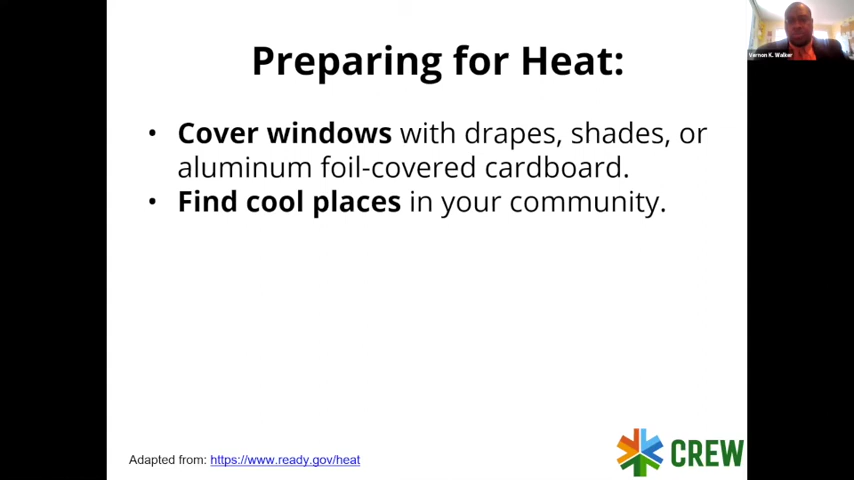 Preparing for Heat:
• Cover windows with drapes, shades, or
aluminum foil-covered cardboard.
• Find cool places in your community.
Adapted from: https://www.ready.gov/heat
CREW
Vernon K. Walker